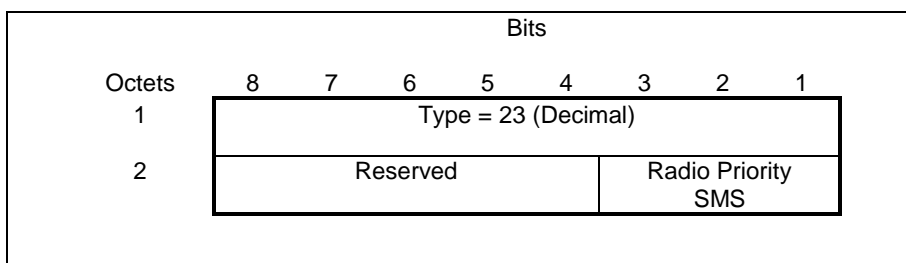 Bits
Octets 8 7 6 5 4 3 2 1
1 Type = 23 (Decimal)
2 Reserved Radio Priority
SMS